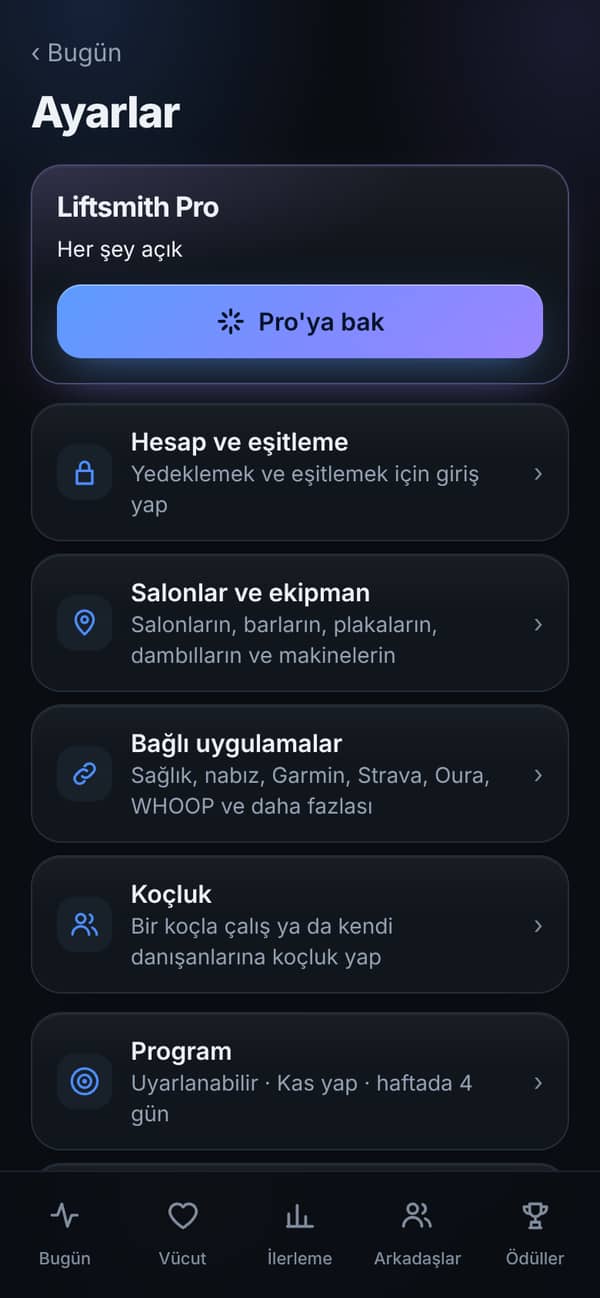 ‹ Bugün
Ayarlar
Liftsmith Pro
Her şey açık
Pro'ya bak
Hesap ve eşitleme
Yedeklemek ve eşitlemek için giriş
yap
Salonlar ve ekipman
Salonların, barların, plakaların,
dambılların ve makinelerin
Bağlı uygulamalar
Sağlık, nabız, Garmin, Strava, Oura,
WHOOP ve daha fazlası
Koçluk
Bir koçla çalış ya da kendi
danışanlarına koçluk yap
Program
Uyarlanabilir · Kas yap · haftada 4
gün
Bugün
Vücut
İlerleme
Arkadaşlar
Ödüller